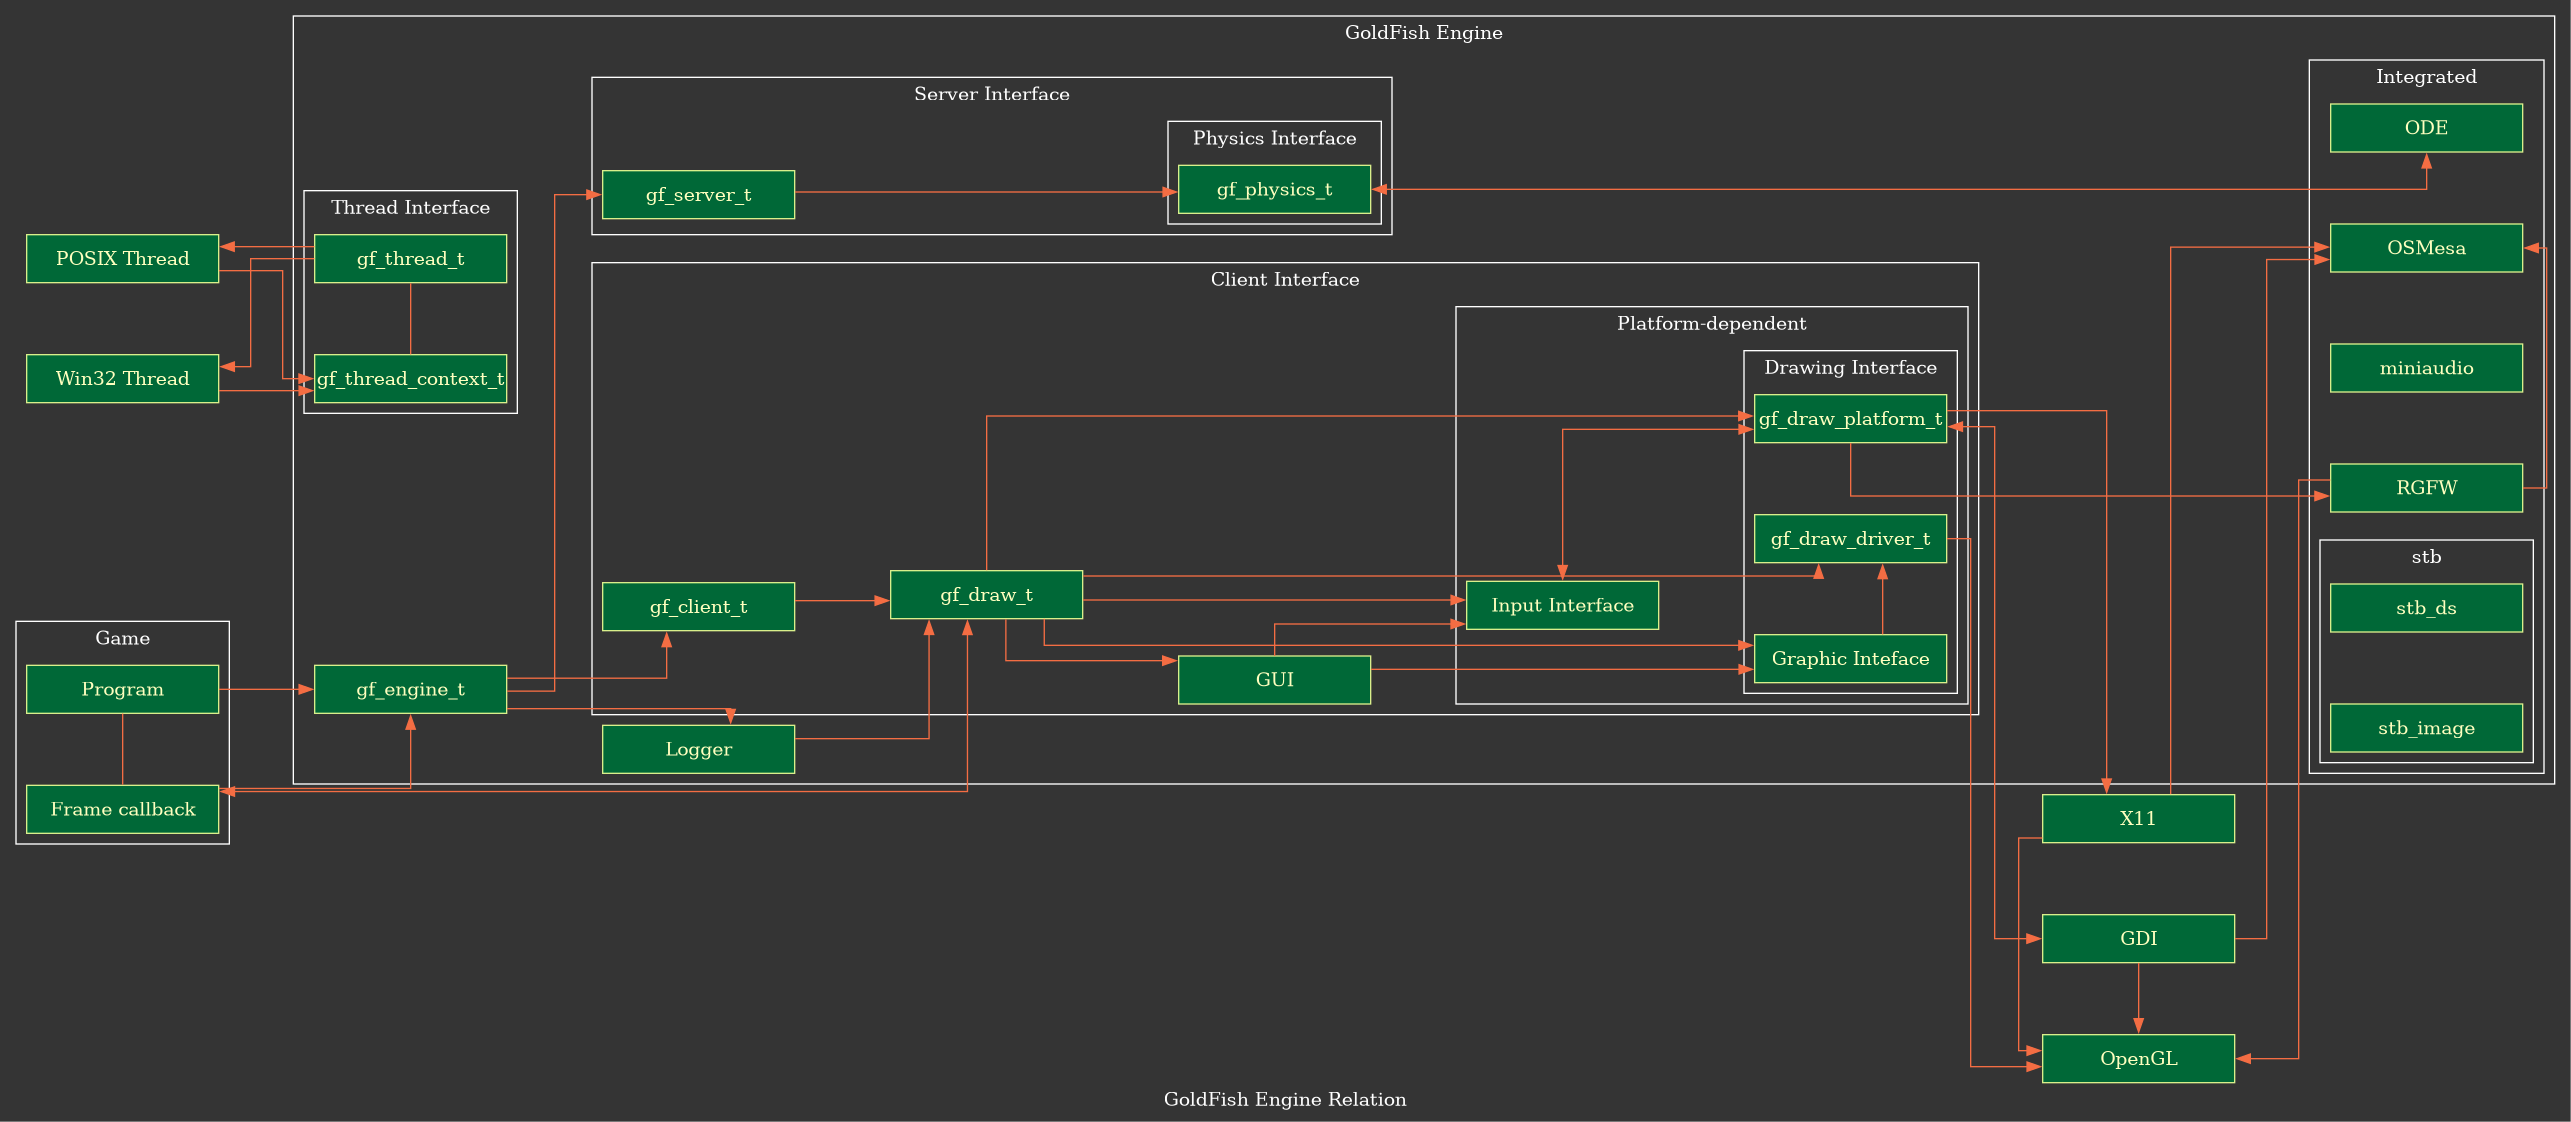 GoldFish Engine
Server Interface
Physics Interface
gf_server_t
gf_physics_t
Integrated
ODE
OSMesa
miniaudio
RGFW
stb
stb_ds
stb_image
Thread Interface
POSIX Thread
gf_thread_t
Win32 Thread
gf_thread_context_t
Client Interface
Platform-dependent
Drawing Interface
gf_draw_platform_t
gf_draw_driver_t
gf_client_t
gf_draw_t
Input Interface
GUI
Graphic Inteface
Game
Program
gf_engine_t
Logger
Frame callback
X11
GDI
OpenGL
GoldFish Engine Relation